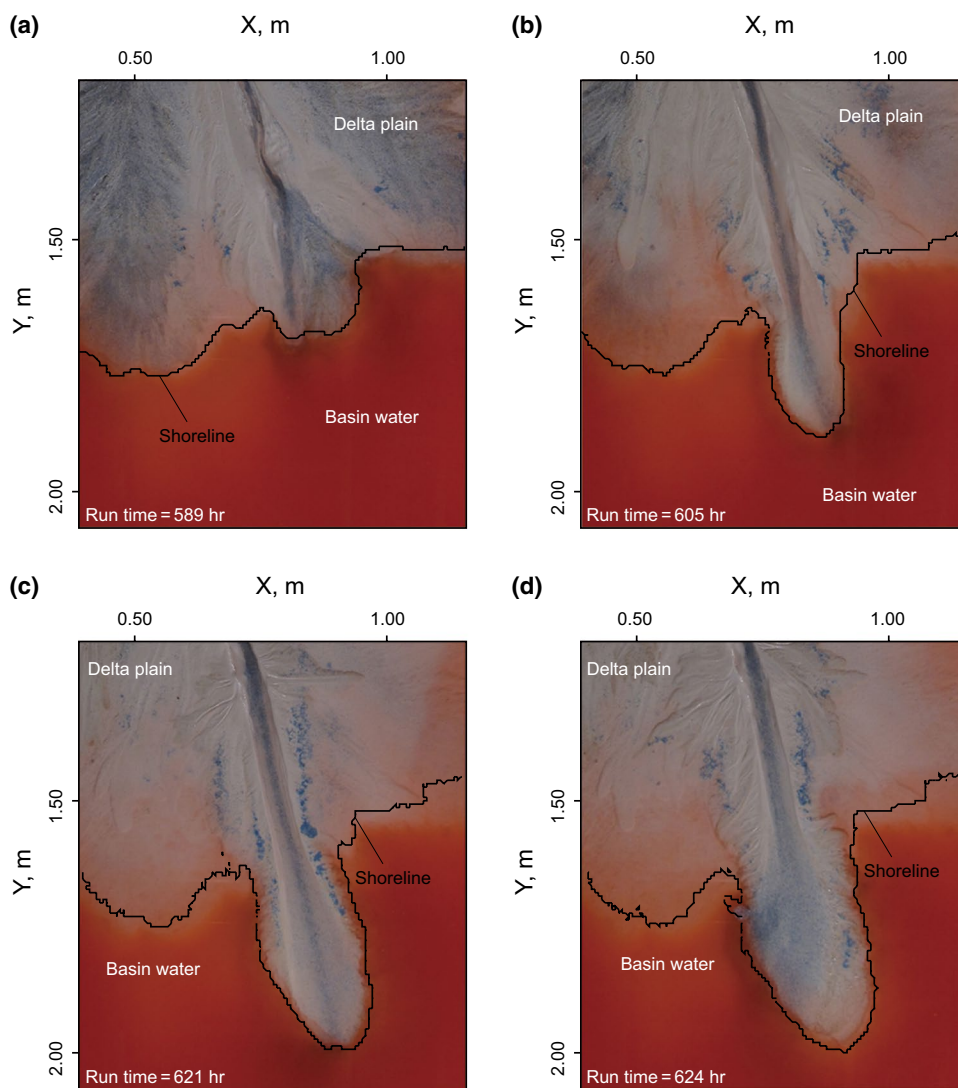 (a)
X, m
0.50
1.00
Delta plain
1.50
Y, m
Shoreline
Basin water
2.00
Run time = 589 hr
(b)
X, m
0.50
1.00
Delta plain
1.50
Y, m
Shoreline
Basin water
2.00
Run time = 605 hr
(c)
X, m
0.50
1.00
Delta plain
1.50
Y, m
Shoreline
Basin water
2.00
Run time = 621 hr
(d)
X, m
0.50
1.00
Delta plain
1.50
Y, m
Shoreline
Basin water
2.00
Run time = 624 hr